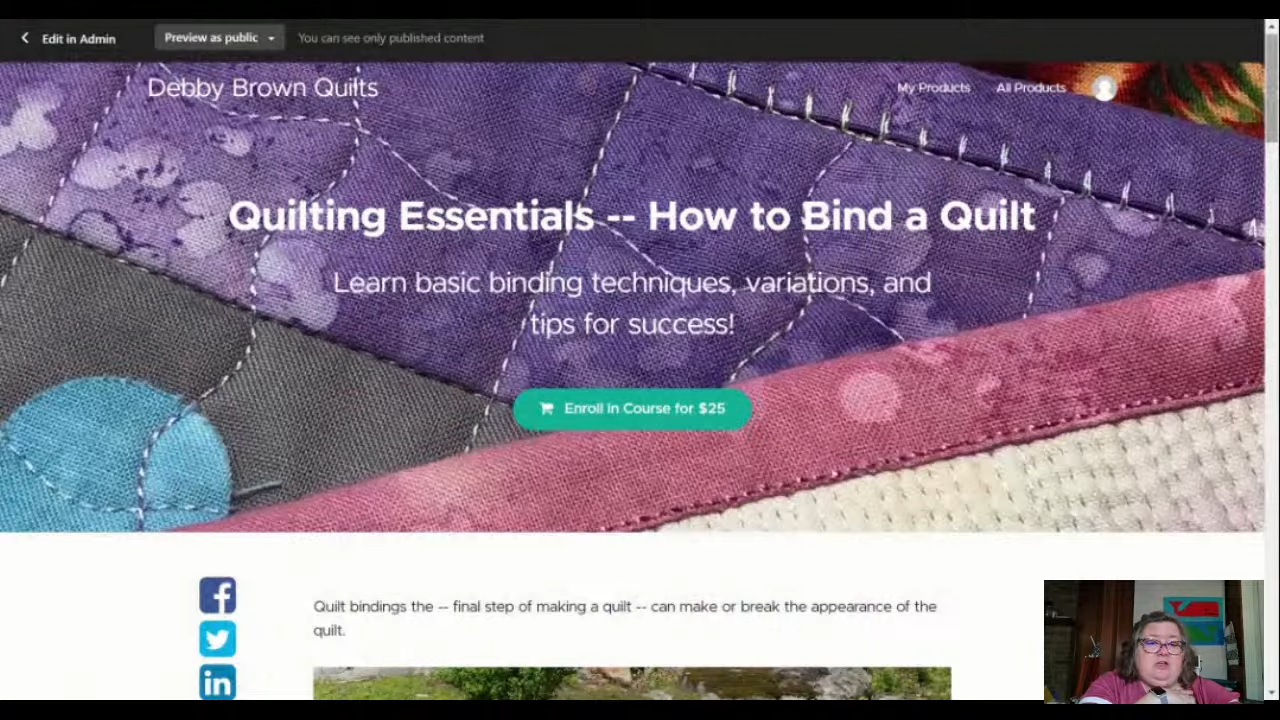 Edit in Admin
Preview as public
You can see only published content
Debby Brown Quilts
My Products
All Products
Quilting Essentials -- How to Bind a Quilt
Learn basic binding techniques, variations, and
tips for success!
Enroll in Course for $25
Quilt bindings the -- final step of making a quilt -- can make or break the appearance of the
quilt.